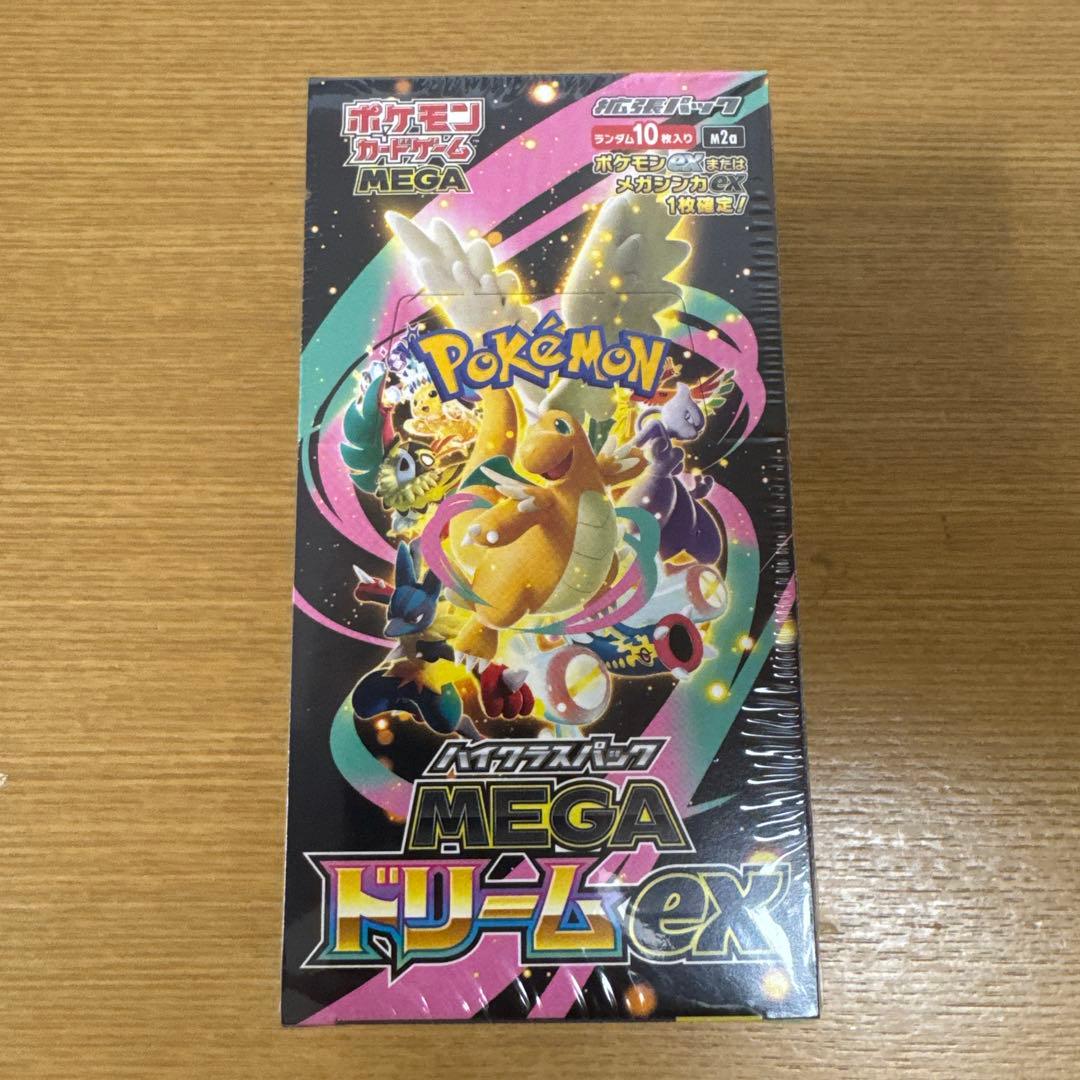 ポケモン
カードゲーム
MEGA
拡張パック
ランダム10枚入り M2a
ポケモンexまたは
メガシンカex
1枚確定!
POKéMON
ハイクラスパック
MEGA
ドリームex